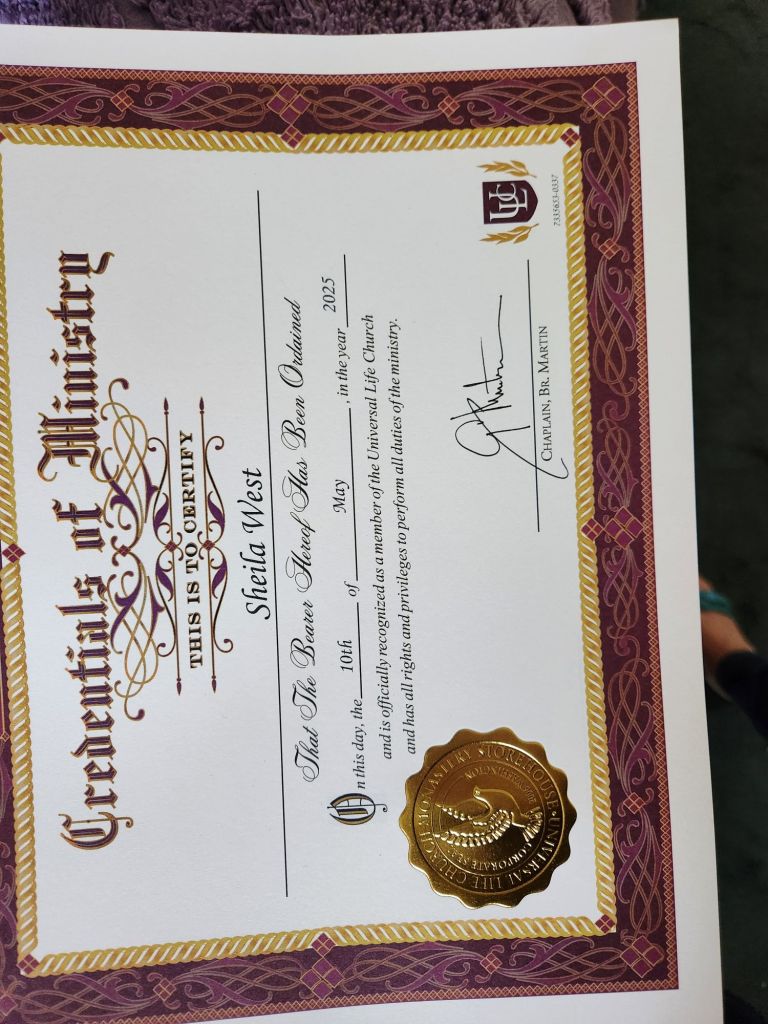 Credentials of Ministry
THIS IS TO CERTIFY
Sheila West
That The Bearer Hereof Has Been Ordained
On this day, the 10th of May, in the year 2025
and is officially recognized as a member of the Universal Life Church
and has all rights and privileges to perform all duties of the ministry.
UNIVERSAL LIFE CHURCH MONASTERY STOREHOUSE
CORPORATE SEAL
WASHINGTON
ULC
7335653-0337
CHAPLAIN, BR. MARTIN